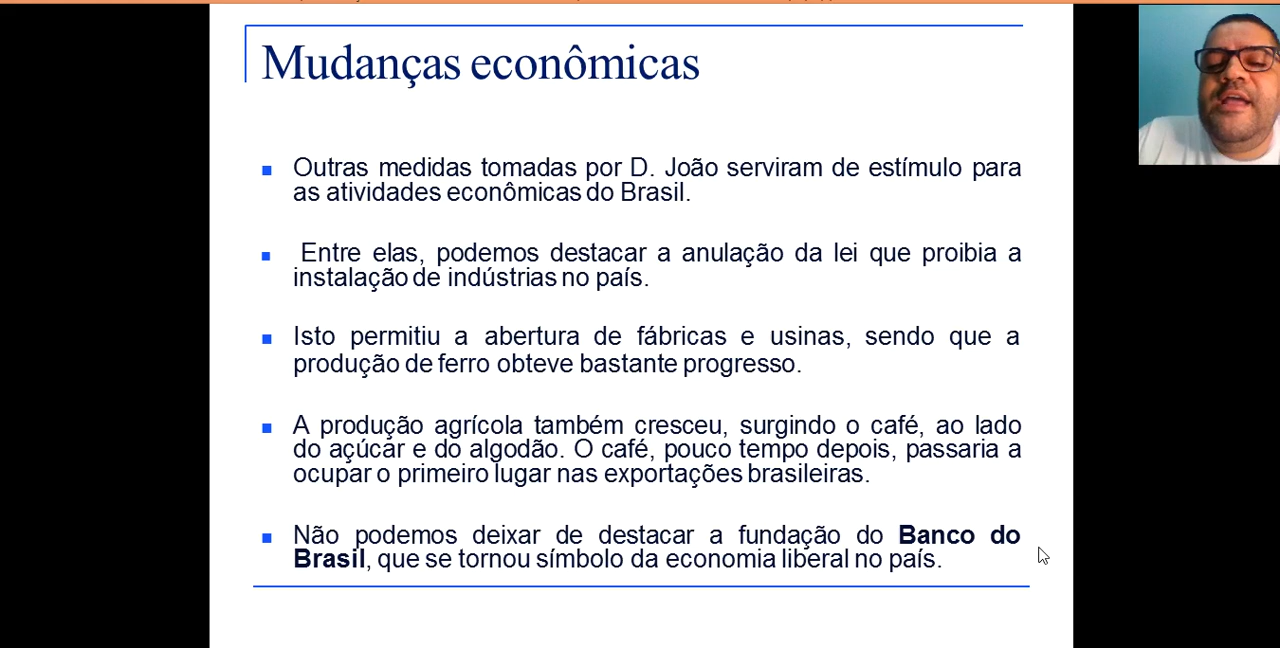 Mudanças econômicas
Outras medidas tomadas por D. João serviram de estímulo para
as atividades econômicas do Brasil.
Entre elas, podemos destacar a anulação da lei que proibia a
instalação de indústrias no país.
Isto permitiu a abertura de fábricas e usinas, sendo que a
produção de ferro obteve bastante progresso.
A produção agrícola também cresceu, surgindo o café, ao lado
do açúcar e do algodão. O café, pouco tempo depois, passaria a
ocupar o primeiro lugar nas exportações brasileiras.
Não podemos deixar de destacar a fundação do Banco do
Brasil, que se tornou símbolo da economia liberal no país.